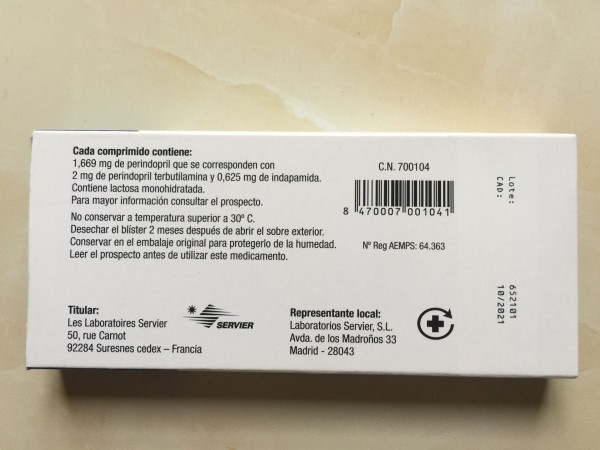 Cada comprimido contiene:
1,669 mg de perindopril que se corresponden con
2 mg de perindopril terbutilamina y 0,625 mg de indapamida.
Contiene lactosa monohidratada.
Para mayor información consultar el prospecto.
No conservar a temperatura superior a 30º C.
Desechar el blíster 2 meses después de abrir el sobre exterior.
Conservar en el embalaje original para protegerlo de la humedad.
Leer el prospecto antes de utilizar este medicamento.
C.N. 700104
8 470007 001041
Nº Reg AEMPS: 64.363
Lote:
CAD:
652101
10/2021
Titular:
Les Laboratoires Servier
50, rue Carnot
92284 Suresnes cedex – Francia
SERVIER
Representante local:
Laboratorios Servier, S.L.
Avda. de los Madroños 33
Madrid - 28043